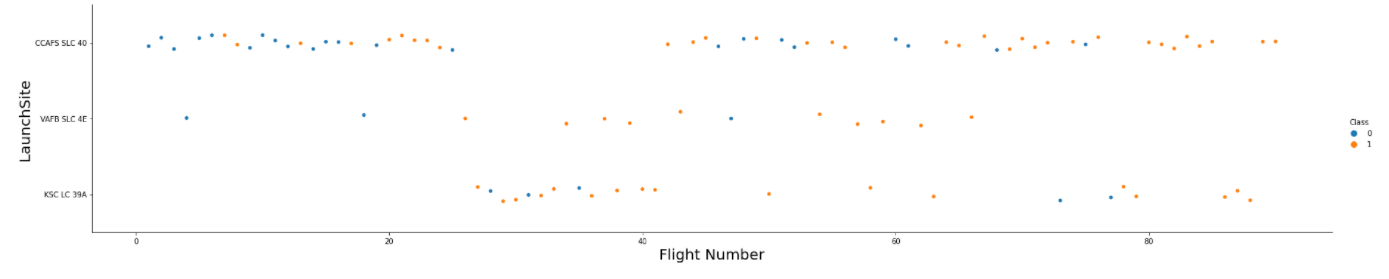 CCAFS SLC 40
VAFB SLC 4E
KSC LC 39A
LaunchSite
0 20 40 60 80
Flight Number
Class
0
1